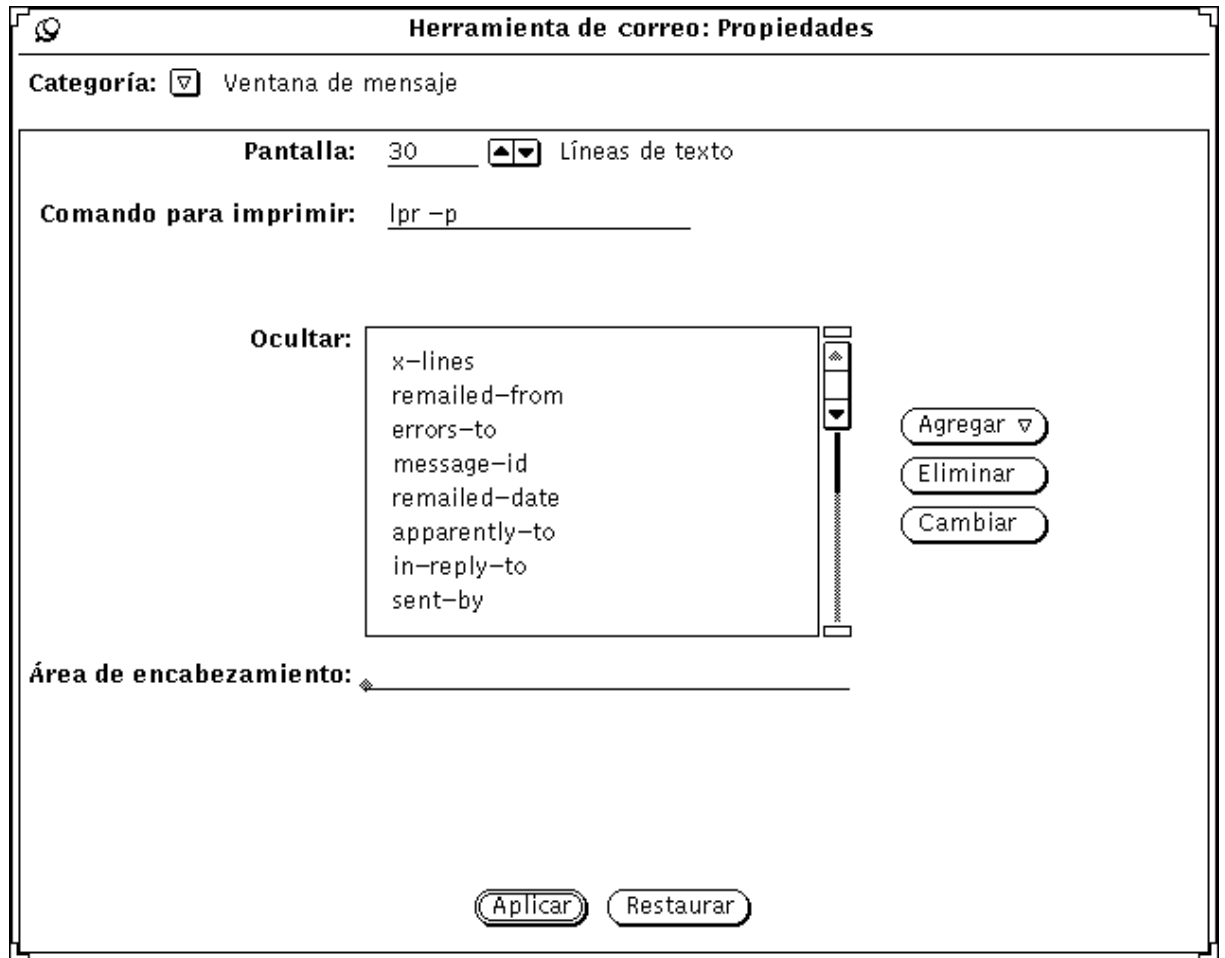 Herramienta de correo: Propiedades
Categoría: Ventana de mensaje
Pantalla: 30 Líneas de texto
Comando para imprimir: lpr –p
Ocultar:
x–lines
remailed–from
errors–to
message–id
remailed–date
apparently–to
in–reply–to
sent–by
Agregar
Eliminar
Cambiar
Área de encabezamiento:
Aplicar Restaurar